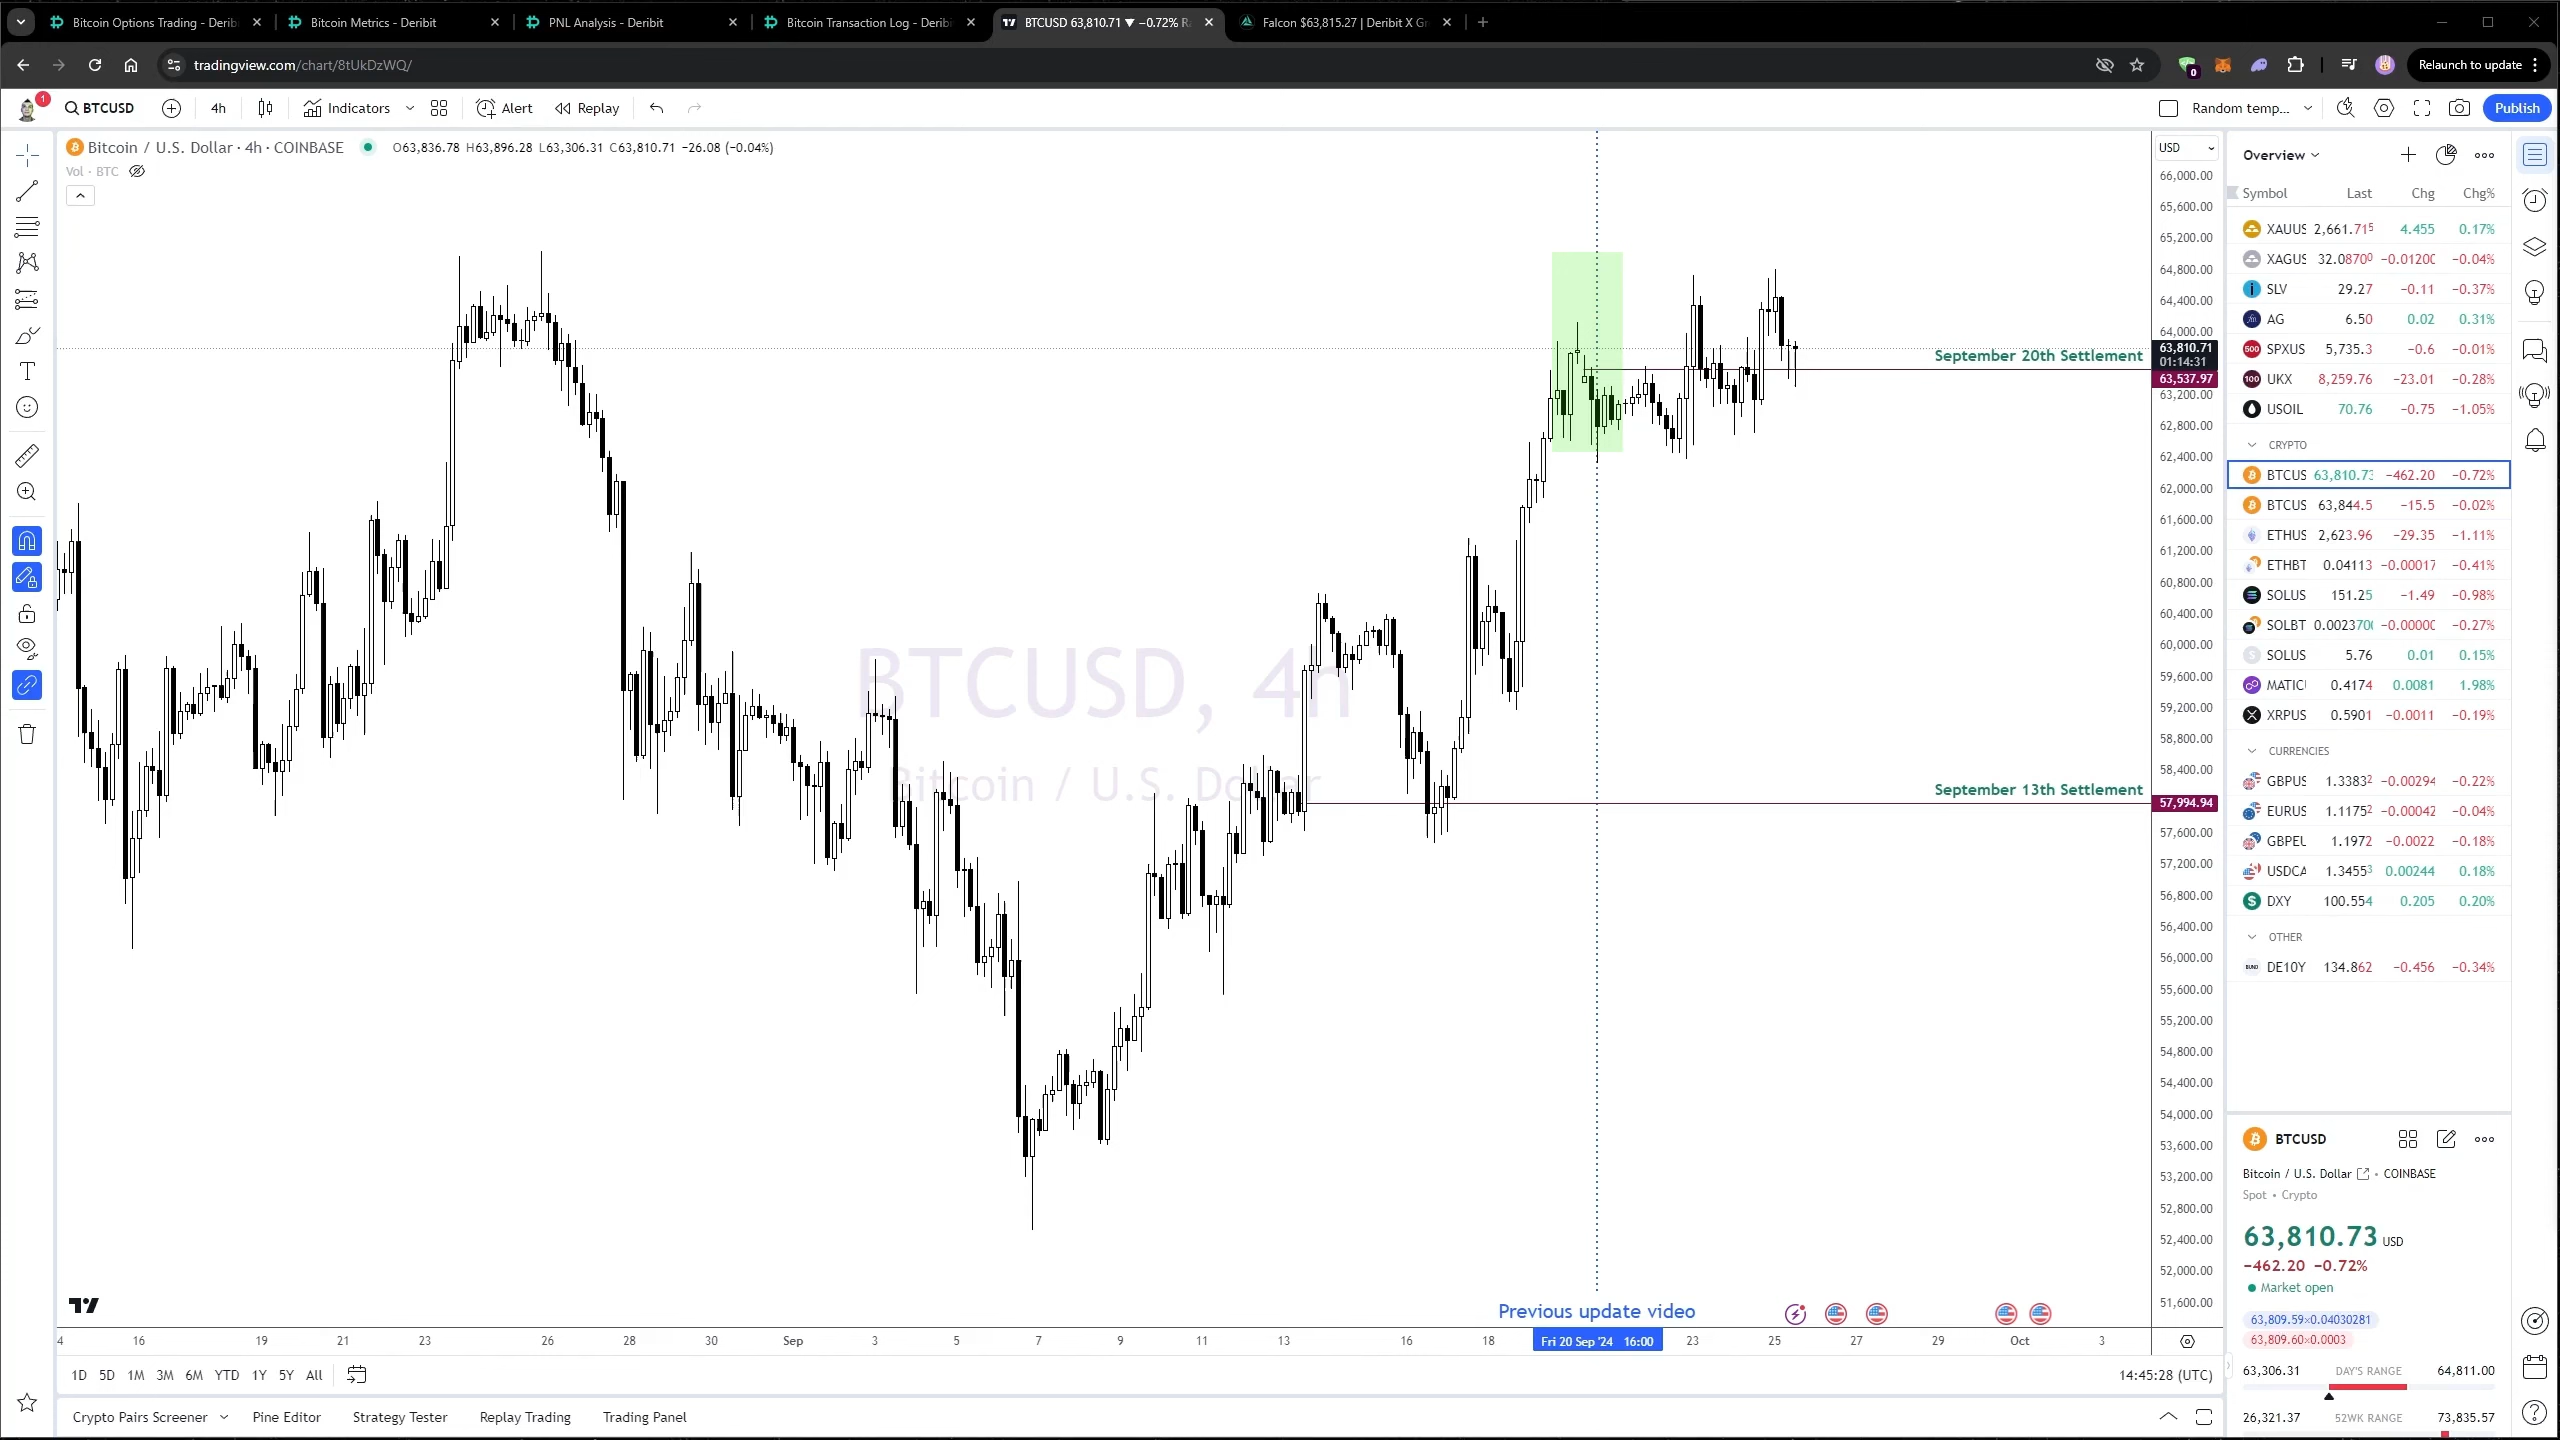 Bitcoin Options Trading - Derib
Bitcoin Metrics - Deribit
PNL Analysis - Deribit
Bitcoin Transaction Log - Derib
BTCUSD 63,810.71 ▼ −0.72% R
Falcon $63,815.27 | Deribit X Gr
tradingview.com/chart/8tUkDzWQ/
0
Relaunch to update
1
BTCUSD
4h
Indicators
Alert
Replay
Random temp...
Publish
Bitcoin / U.S. Dollar · 4h · COINBASE
O63,836.78 H63,896.28 L63,306.31 C63,810.71 −26.08 (−0.04%)
Vol · BTC
USD
66,000.00
65,600.00
65,200.00
64,800.00
64,400.00
64,000.00
63,810.71
01:14:31
63,537.97
63,200.00
62,800.00
62,400.00
62,000.00
61,600.00
61,200.00
60,800.00
60,400.00
60,000.00
59,600.00
59,200.00
58,800.00
58,400.00
57,994.94
57,600.00
57,200.00
56,800.00
56,400.00
56,000.00
55,600.00
55,200.00
54,800.00
54,400.00
54,000.00
53,600.00
53,200.00
52,800.00
52,400.00
52,000.00
51,600.00
September 20th Settlement
September 13th Settlement
BTCUSD, 4h
Bitcoin / U.S. Dollar
Previous update video
4 16 19 21 23 26 28 30 Sep 3 5 7 9 11 13 16 18 Fri 20 Sep '24 16:00 23 25 27 29 Oct 3
1D 5D 1M 3M 6M YTD 1Y 5Y All
14:45:28 (UTC)
Crypto Pairs Screener
Pine Editor
Strategy Tester
Replay Trading
Trading Panel
Overview
Symbol Last Chg Chg%
XAUUS 2,661.715 4.455 0.17%
XAGUS 32.08700 −0.01200 −0.04%
SLV 29.27 −0.11 −0.37%
AG 6.50 0.02 0.31%
500 SPXUS 5,735.3 −0.6 −0.01%
100 UKX 8,259.76 −23.01 −0.28%
USOIL 70.76 −0.75 −1.05%
CRYPTO
BTCUS 63,810.73 −462.20 −0.72%
BTCUS 63,844.5 −15.5 −0.02%
ETHUS 2,623.96 −29.35 −1.11%
ETHBT 0.04113 −0.00017 −0.41%
SOLUS 151.25 −1.49 −0.98%
SOLBT 0.0023700 −0.00000 −0.27%
SOLUS 5.76 0.01 0.15%
MATICU 0.4174 0.0081 1.98%
XRPUS 0.5901 −0.0011 −0.19%
CURRENCIES
GBPUS 1.33832 −0.00294 −0.22%
EURUS 1.11752 −0.00042 −0.04%
GBPEU 1.1972 −0.0022 −0.18%
USDCA 1.34553 0.00244 0.18%
DXY 100.554 0.205 0.20%
OTHER
BUND DE10Y 134.862 −0.456 −0.34%
BTCUSD
Bitcoin / U.S. Dollar • COINBASE
Spot • Crypto
63,810.73 USD
−462.20 −0.72%
Market open
63,809.59×0.04030281
63,809.60×0.0003
63,306.31 DAY'S RANGE 64,811.00
26,321.37 52WK RANGE 73,835.57